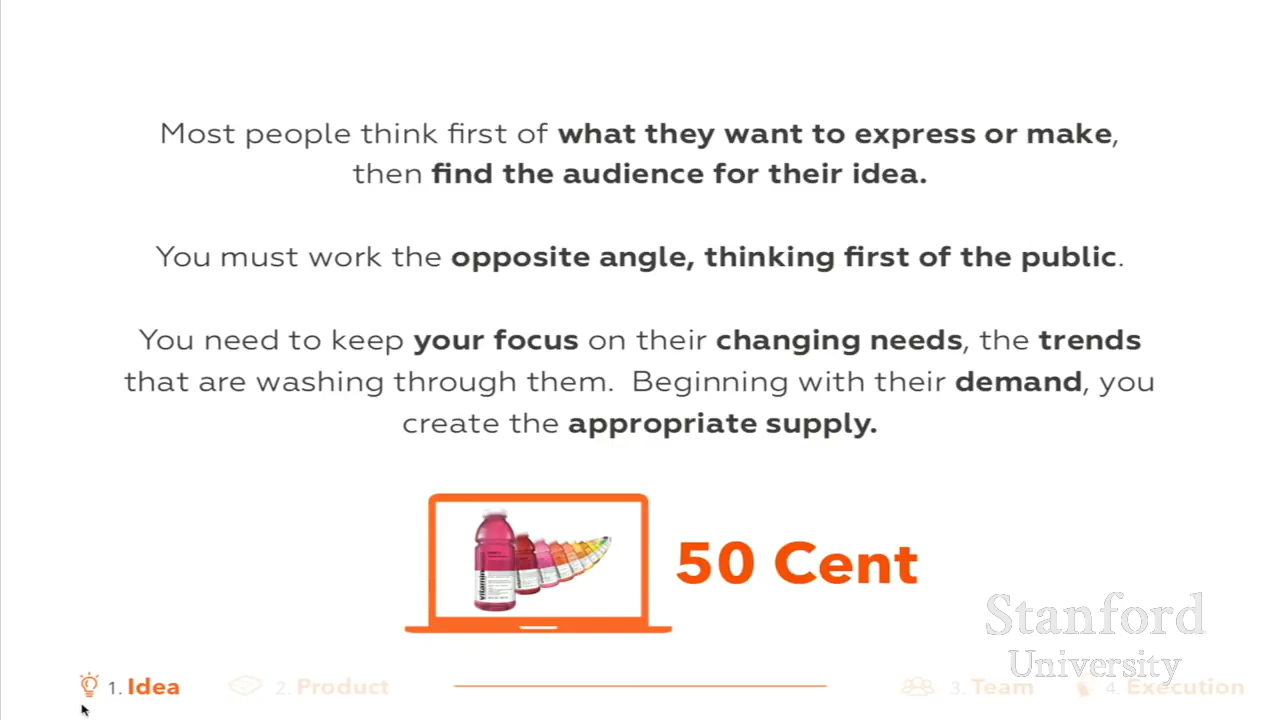 Most people think first of what they want to express or make,
then find the audience for their idea.
You must work the opposite angle, thinking first of the public.
You need to keep your focus on their changing needs, the trends
that are washing through them. Beginning with their demand, you
create the appropriate supply.
50 Cent
Stanford
University
1. Idea
2. Product
3. Team
4. Execution